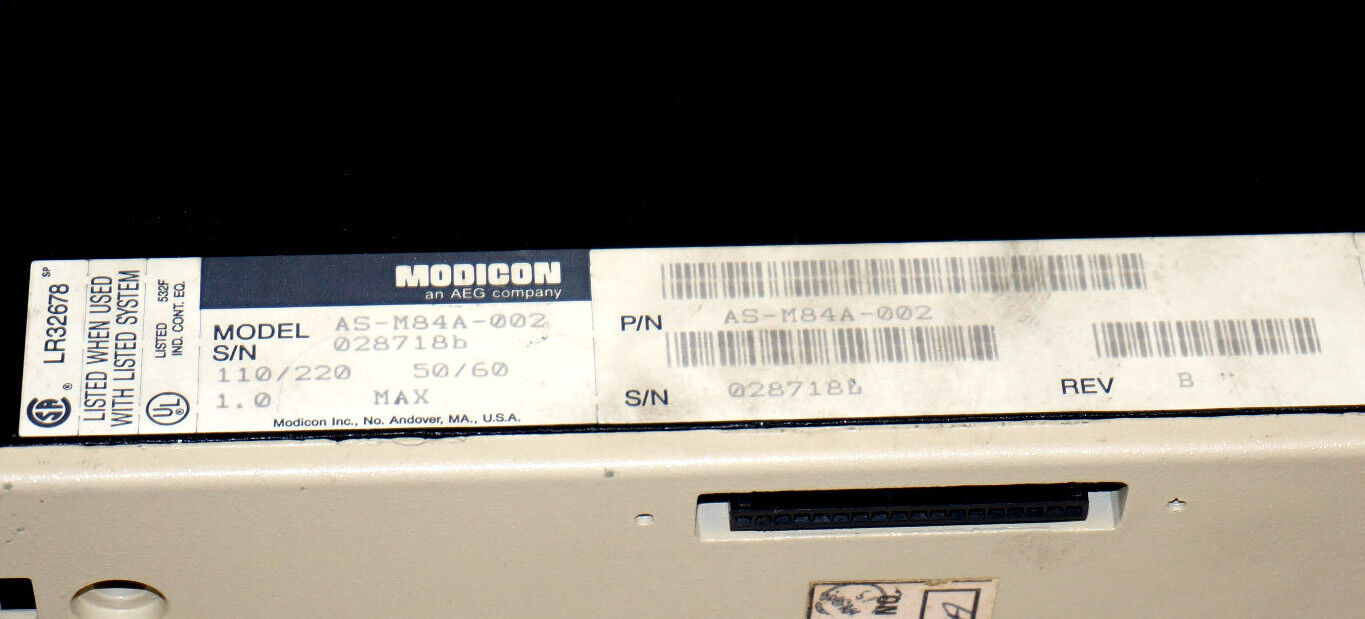 LR32678 SP
LISTED WHEN USED
WITH LISTED SYSTEM
LISTED 532F
IND. CONT. EQ.
UL
MODICON
an AEG company
MODEL AS-M84A-002
S/N 028718b
110/220 50/60
1.0 MAX
Modicon Inc., No. Andover, MA., U.S.A.
P/N AS-M84A-002
S/N 028718b
REV B
NO.